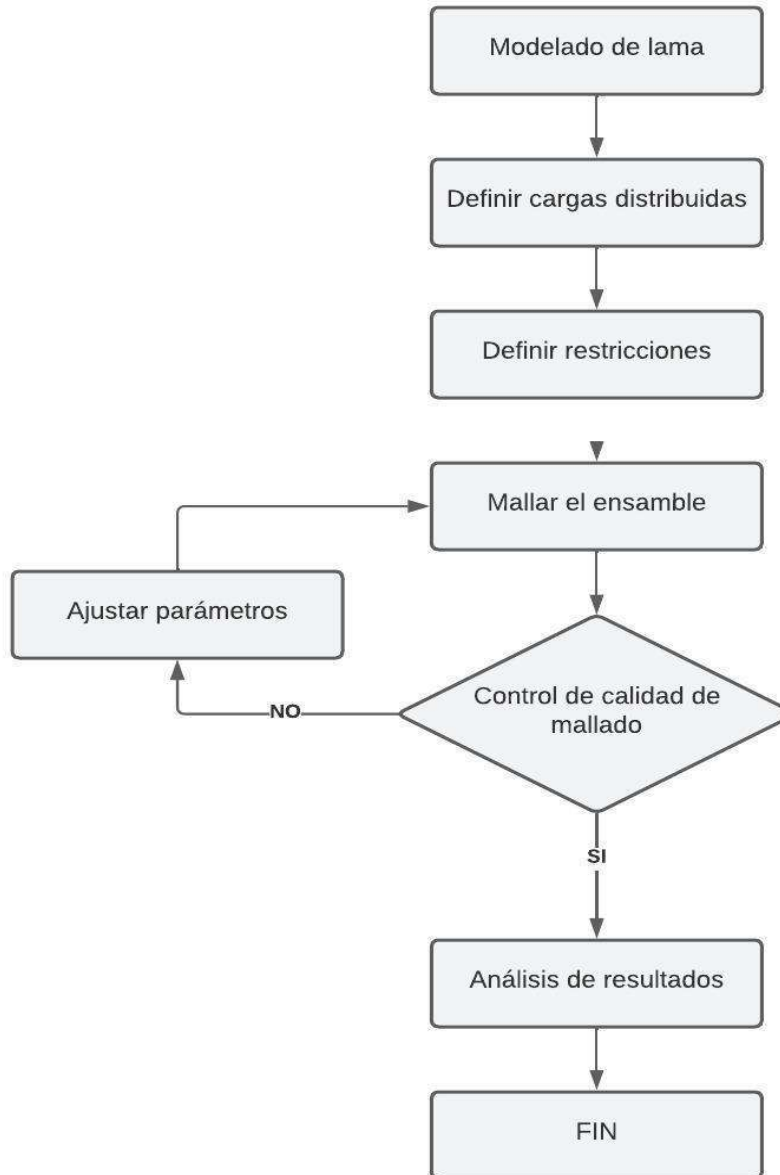 Modelado de lama
Definir cargas distribuidas
Definir restricciones
Mallar el ensamble
Ajustar parámetros
Control de calidad de
mallado
NO
SI
Análisis de resultados
FIN